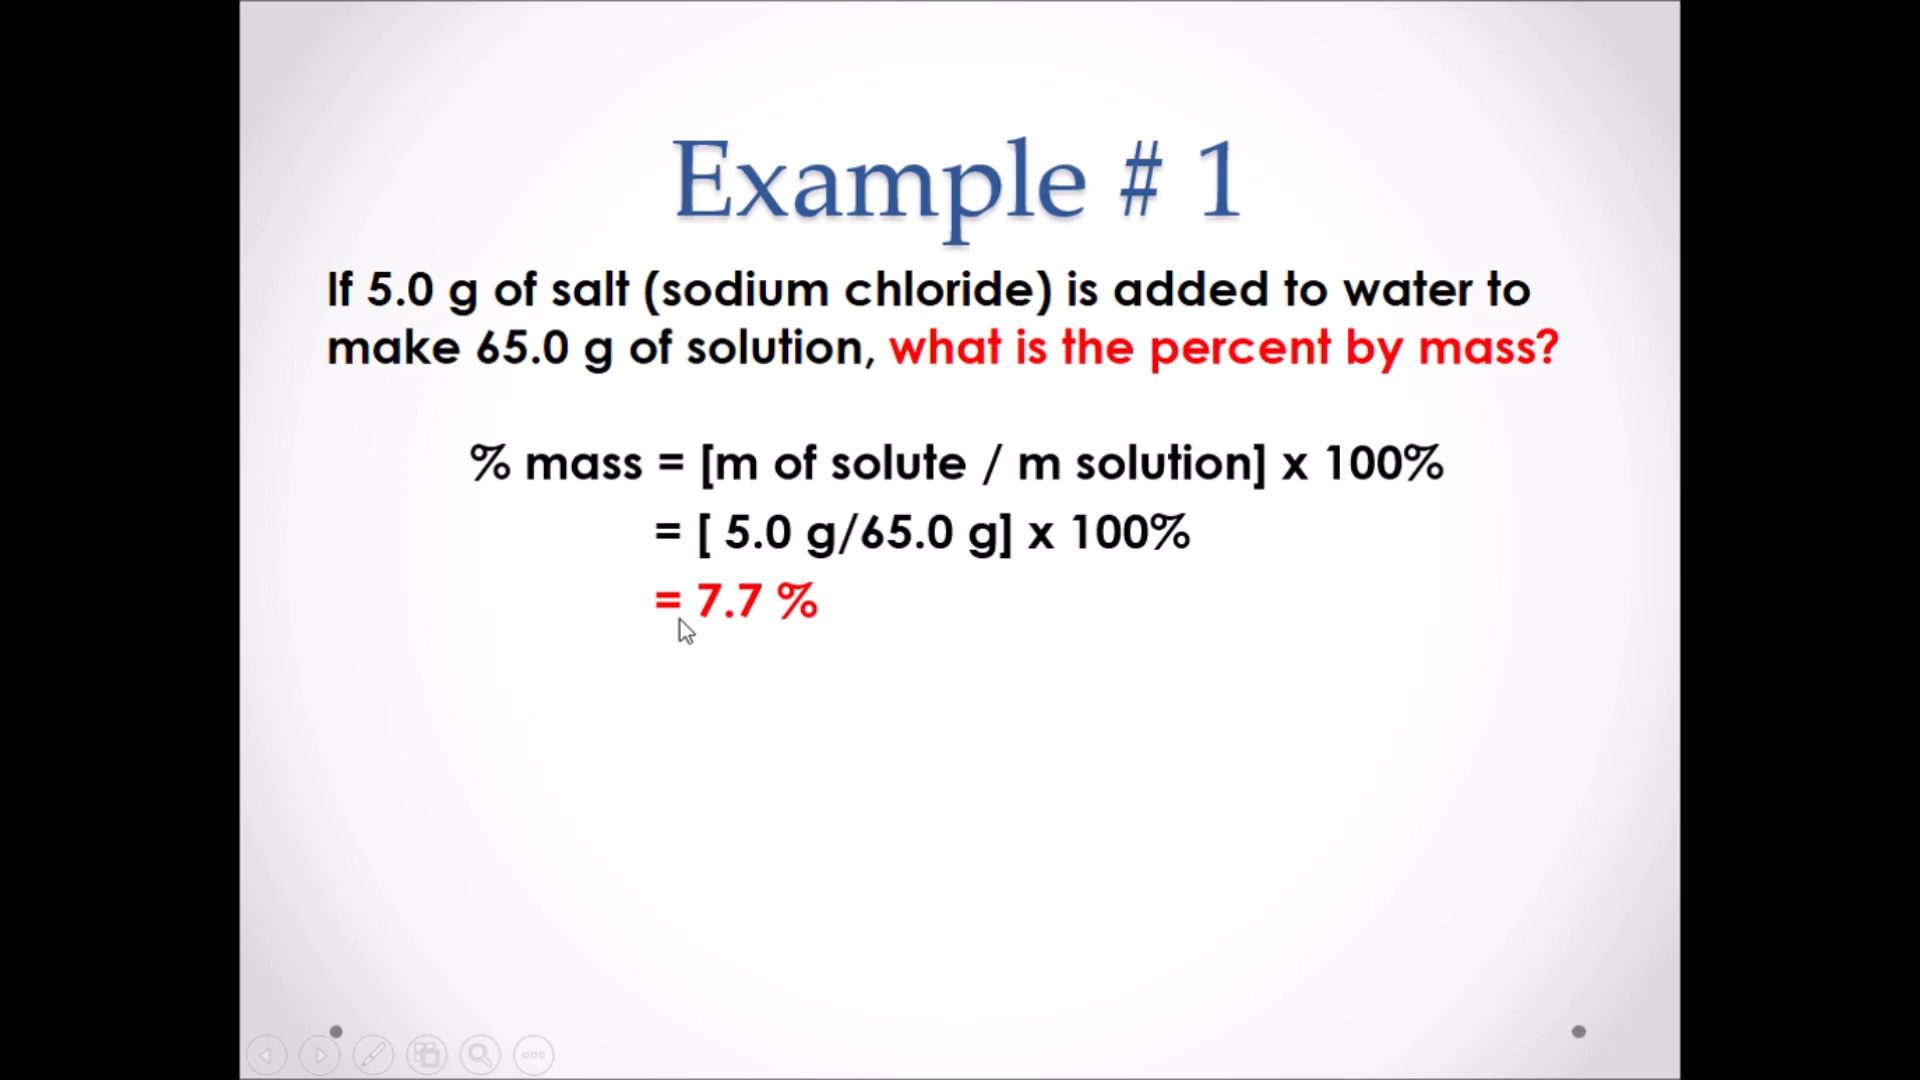 Example # 1
If 5.0 g of salt (sodium chloride) is added to water to
make 65.0 g of solution, what is the percent by mass?
% mass = [m of solute / m solution] x 100%
= [ 5.0 g/65.0 g] x 100%
= 7.7 %